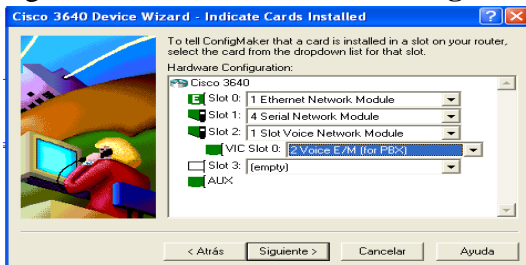 Cisco 3640 Device Wizard - Indicate Cards Installed
To tell ConfigMaker that a card is installed in a slot on your router,
select the card from the dropdown list for that slot.
Hardware Configuration:
Cisco 3640
Slot 0: 1 Ethernet Network Module
Slot 1: 4 Serial Network Module
Slot 2: 1 Slot Voice Network Module
VIC Slot 0: 2 Voice E/M (for PBX)
Slot 3: (empty)
AUX
< Atrás Siguiente > Cancelar Ayuda